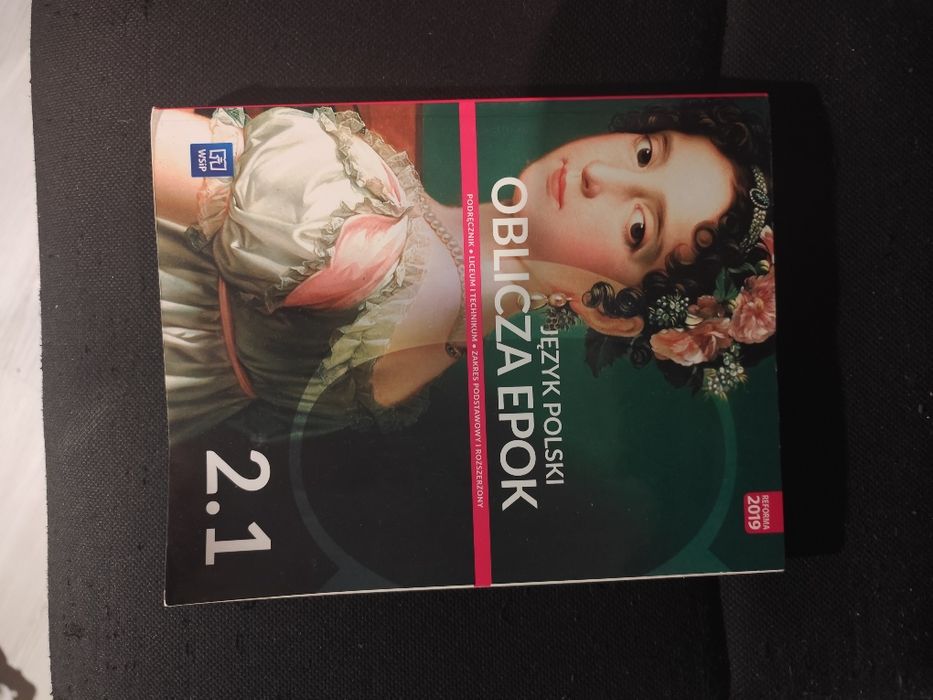 REFORMA
2019
JĘZYK POLSKI
OBLICZA EPOK
PODRĘCZNIK • LICEUM I TECHNIKUM • ZAKRES PODSTAWOWY I ROZSZERZONY
2.1
WSiP